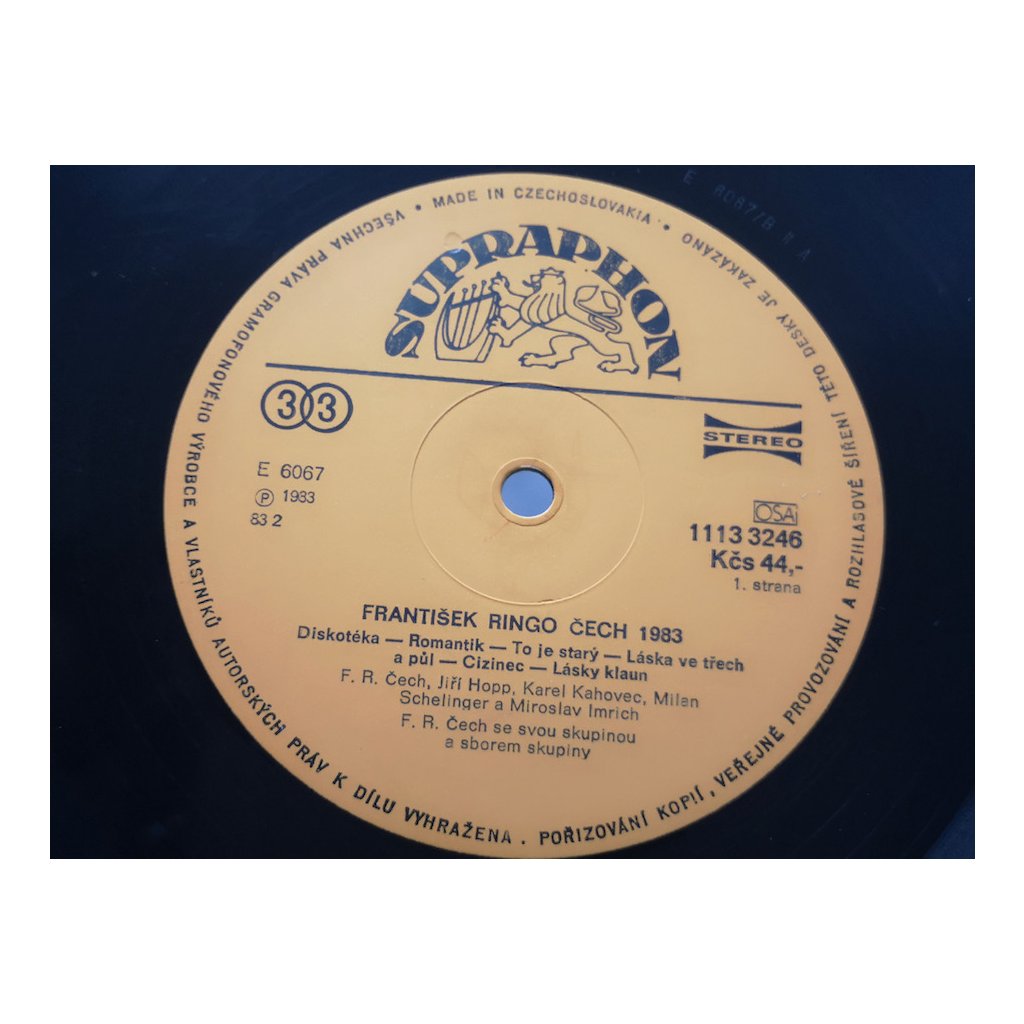 VŠECHNA PRÁVA GRAMOFONOVÉHO VÝROBCE A VLASTNÍKŮ AUTORSKÝCH PRÁV K DÍLU VYHRAŽENA . POŘIZOVÁNÍ KOPIÍ, VEŘEJNÉ PROVOZOVÁNÍ A ROZHLASOVÉ ŠÍŘENÍ TÉTO DESKY JE ZAKÁZÁNO • MADE IN CZECHOSLOVAKIA •
SUPRAPHON
33
STEREO
E 6067
Ⓟ 1983
83 2
OSA
1113 3246
Kčs 44,-
1. strana
FRANTIŠEK RINGO ČECH 1983
Diskotéka — Romantik — To je starý — Láska ve třech
a půl — Cizinec — Lásky klaun
F. R. Čech, Jiří Hopp, Karel Kahovec, Milan
Schelinger a Miroslav Imrich
F. R. Čech se svou skupinou
a sborem skupiny